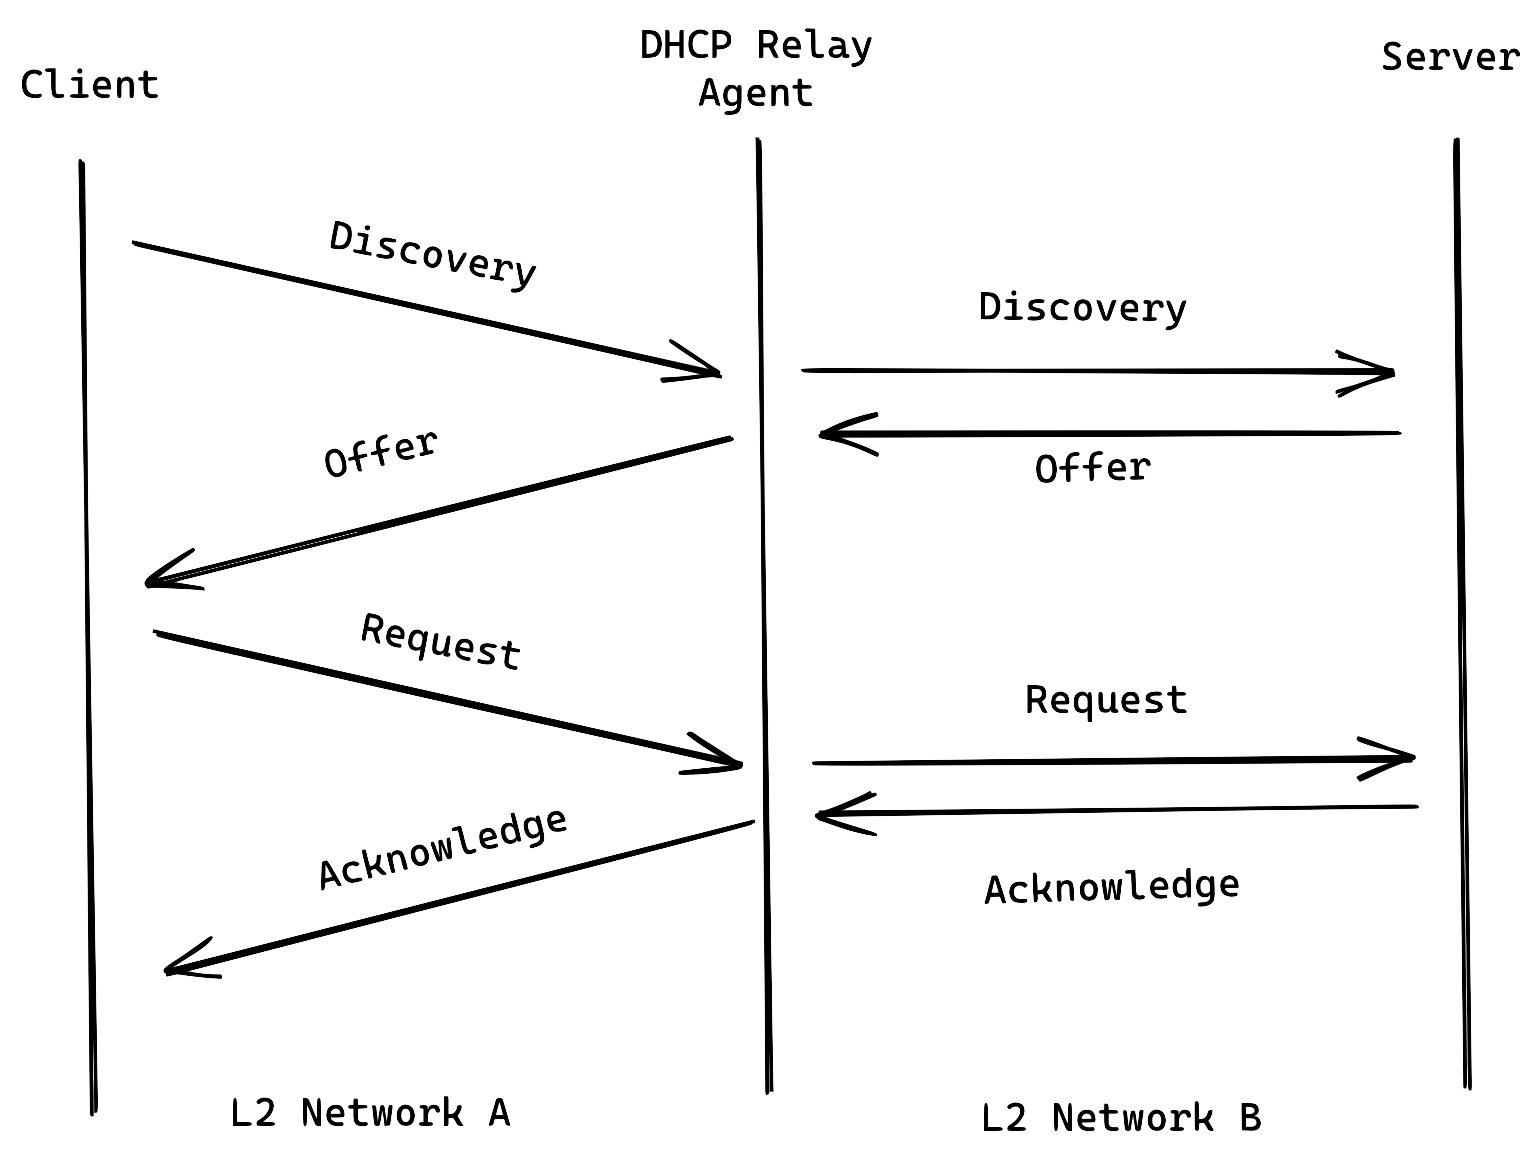 Client
DHCP Relay
Agent
Server
Discovery
Discovery
Offer
Offer
Request
Request
Acknowledge
Acknowledge
L2 Network A
L2 Network B